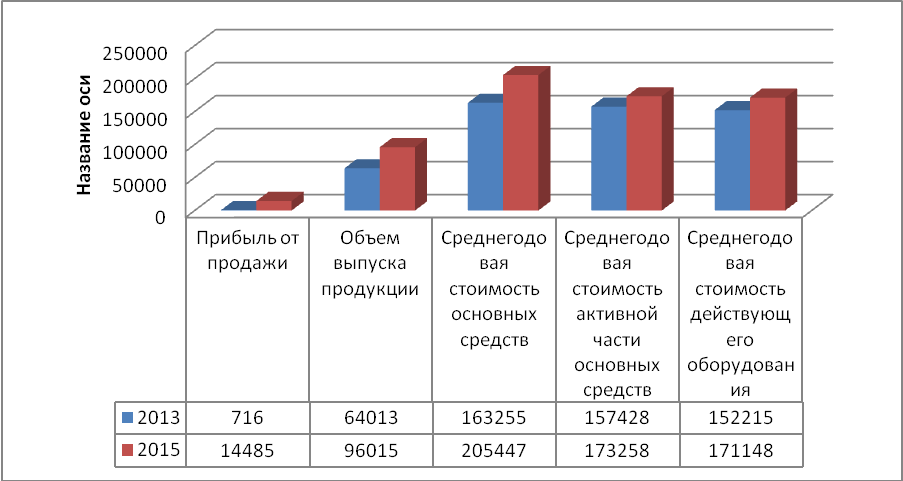 250000
200000
150000
100000
50000
0
Название оси
Прибыль от
продажи
Объем
выпуска
продукции
Среднегодо
вая
стоимость
основных
средств
Среднегодо
вая
стоимость
активной
части
основных
средств
Среднегодо
вая
стоимость
действующ
его
оборудован
ия
2013 716 64013 163255 157428 152215
2015 14485 96015 205447 173258 171148